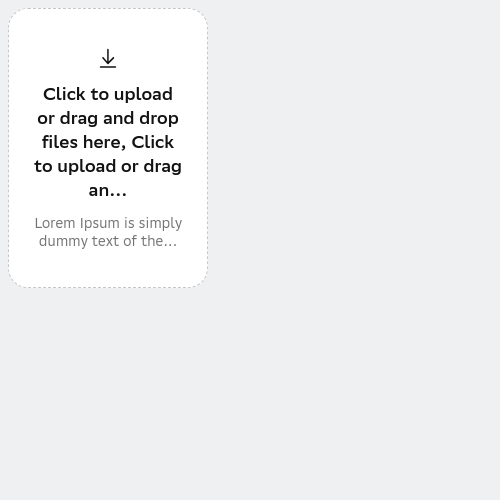 Click to upload
or drag and drop
files here, Click
to upload or drag
an...
Lorem Ipsum is simply
dummy text of the...